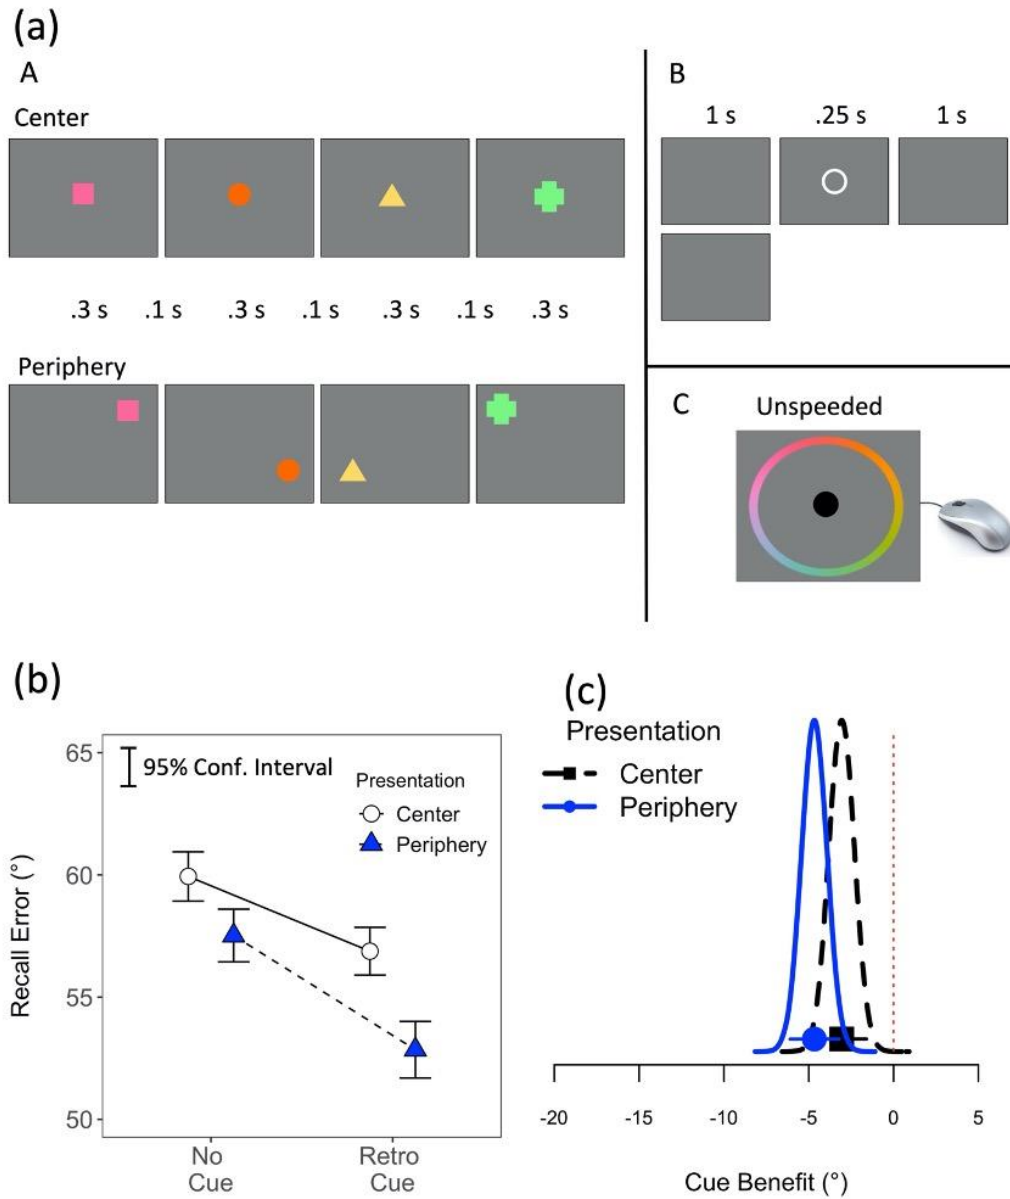 (a)
A
Center
.3 s .1 s .3 s .1 s .3 s .1 s .3 s
Periphery
B
1 s .25 s 1 s
C
Unspeeded
(b)
65
60
55
50
Recall Error (°)
95% Conf. Interval
Presentation
Center
Periphery
No
Cue
Retro
Cue
(c)
Presentation
Center
Periphery
-20 -15 -10 -5 0 5
Cue Benefit (°)